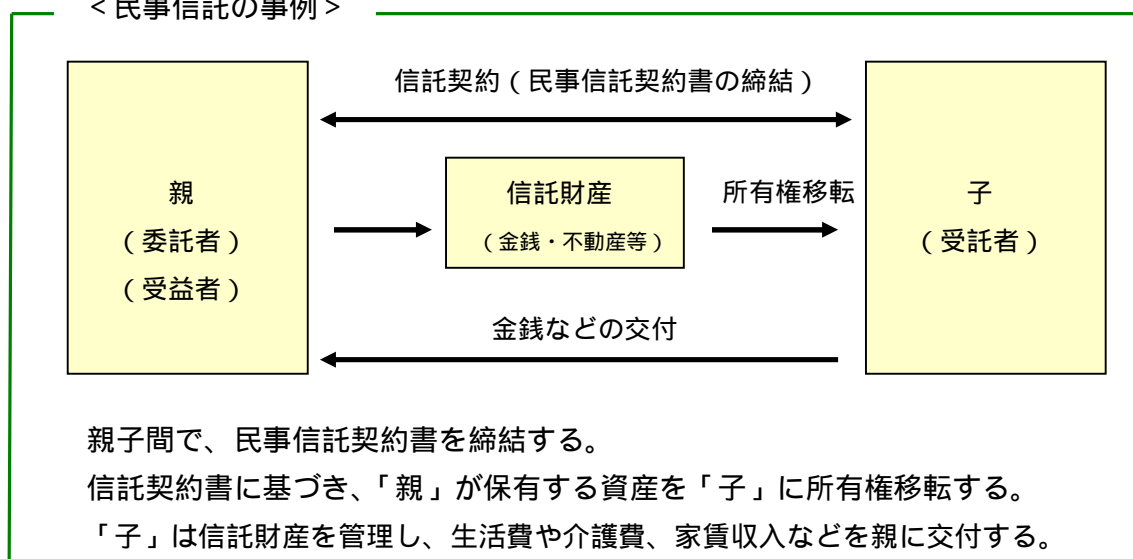 ＜民事信託の事例＞
信託契約（民事信託契約書の締結）
親
（委託者）
（受益者）
信託財産
（金銭・不動産等）
所有権移転
子
（受託者）
金銭などの交付
親子間で、民事信託契約書を締結する。
信託契約書に基づき、「親」が保有する資産を「子」に所有権移転する。
「子」は信託財産を管理し、生活費や介護費、家賃収入などを親に交付する。